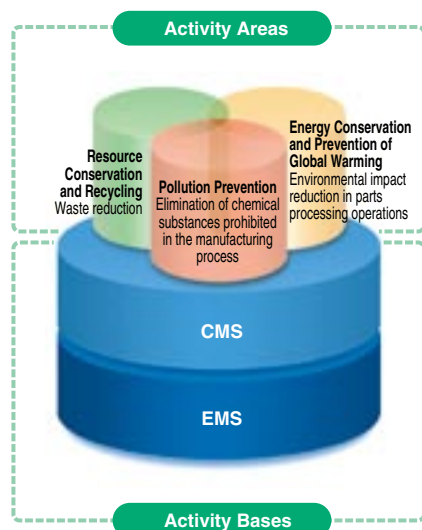 Activity Areas
Resource
Conservation
and Recycling
Waste reduction
Pollution Prevention
Elimination of chemical
substances prohibited
in the manufacturing
process
Energy Conservation
and Prevention of
Global Warming
Environmental impact
reduction in parts
processing operations
CMS
EMS
Activity Bases